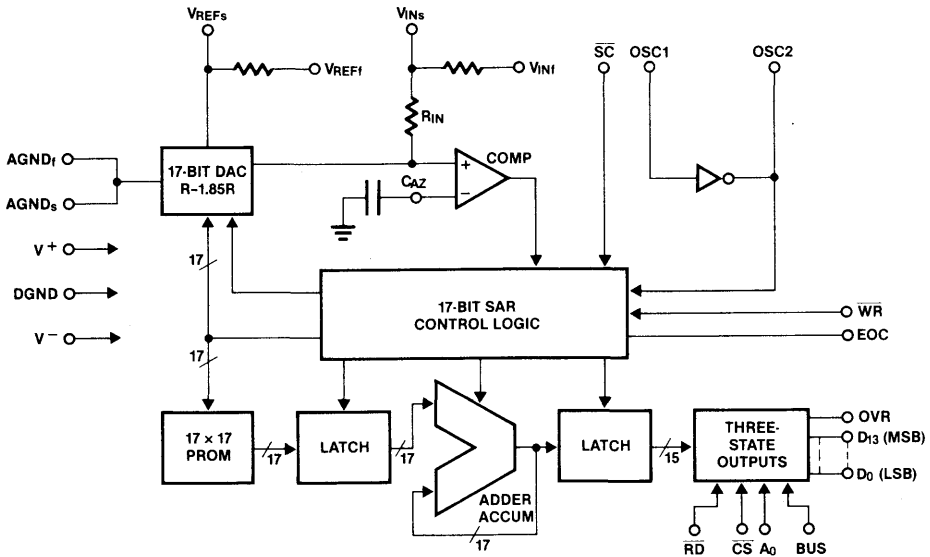 VREFs
VINs
SC
OSC1
OSC2
VREFf
VINf
RIN
AGNDf
17-BIT DAC
R-1.85R
COMP
+
CAZ
−
AGNDs
V+
17
DGND
17-BIT SAR
CONTROL LOGIC
WR
EOC
V−
17
17 × 17
PROM
17
LATCH
17
ADDER
ACCUM
17
LATCH
15
THREE-
STATE
OUTPUTS
OVR
D13 (MSB)
D0 (LSB)
RD
CS
A0
BUS